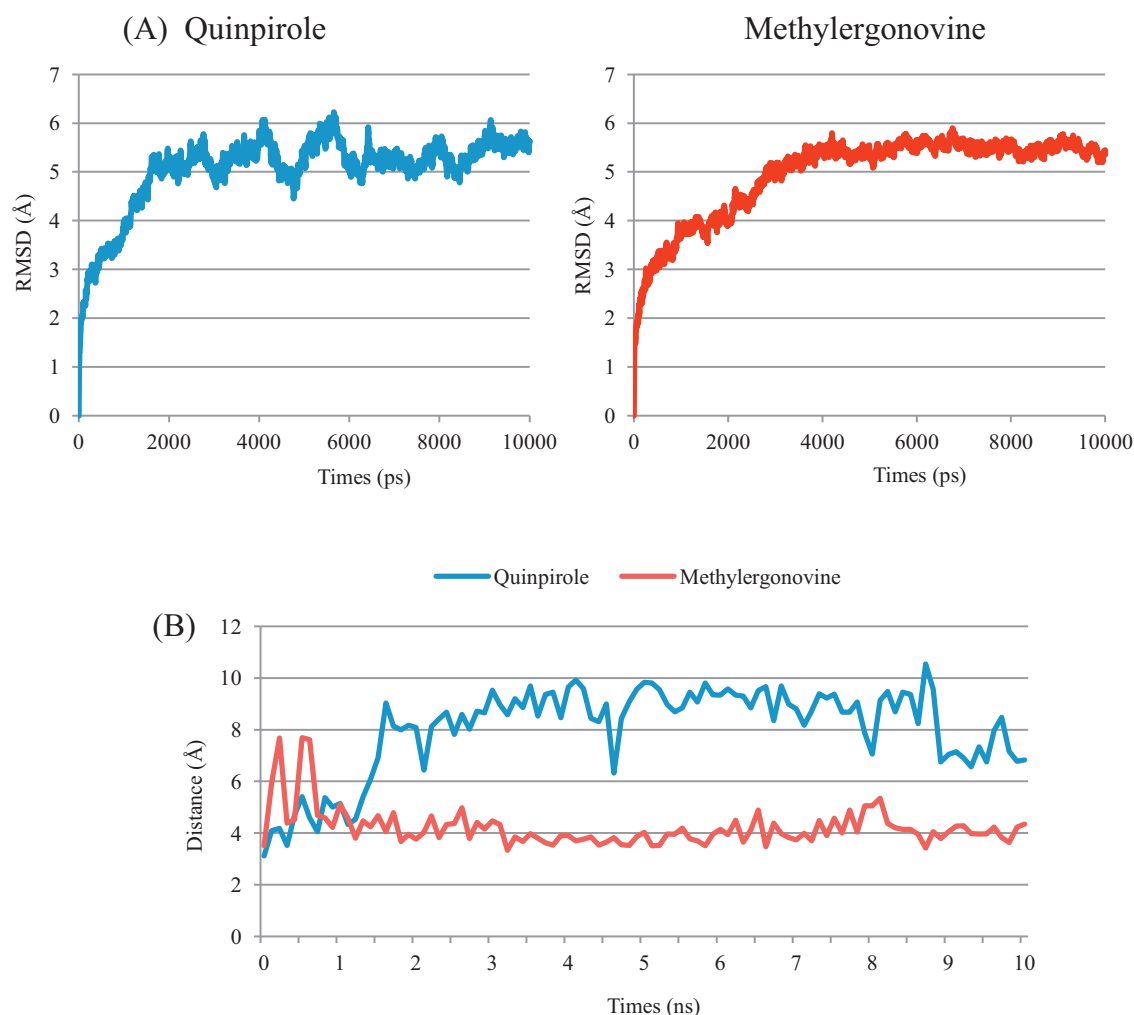 (A) Quinpirole
Methylergonovine
7
6
5
4
3
2
1
0
RMSD (Å)
0 2000 4000 6000 8000 10000
Times (ps)
7
6
5
4
3
2
1
0
RMSD (Å)
0 2000 4000 6000 8000 10000
Times (ps)
Quinpirole Methylergonovine
(B)
12
10
8
6
4
2
0
Distance (Å)
0 1 2 3 4 5 6 7 8 9 10
Times (ns)